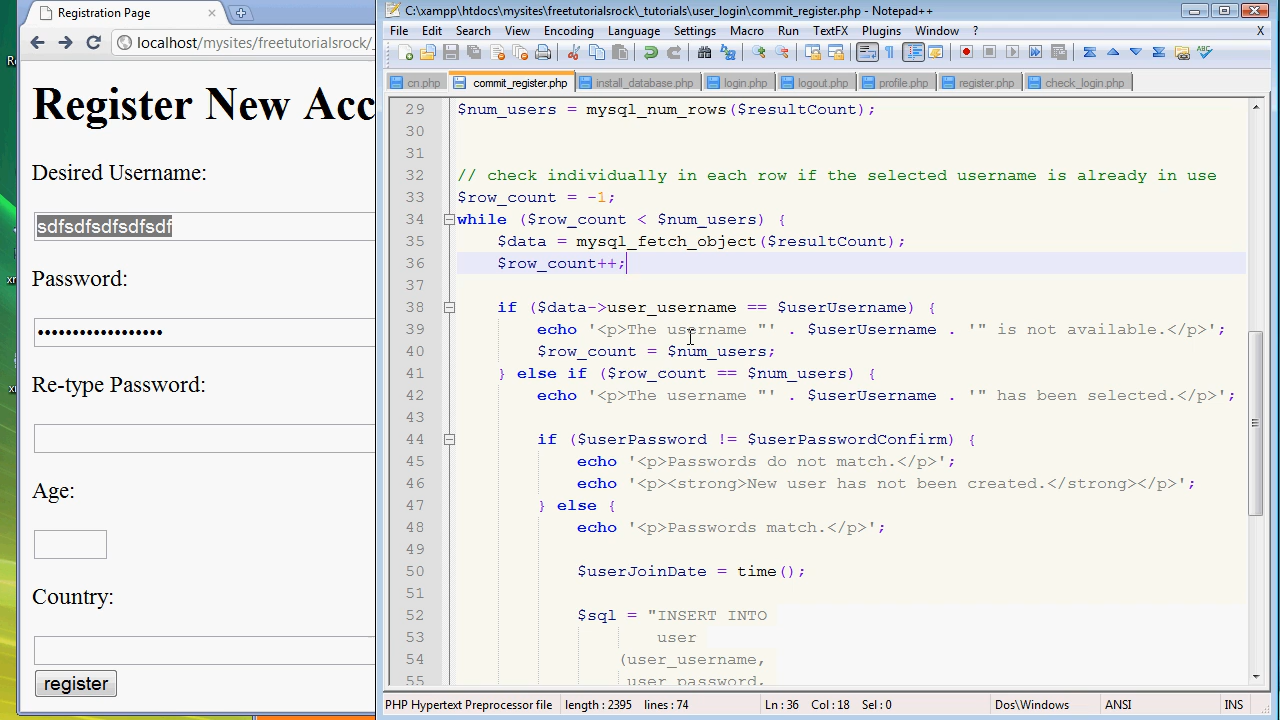 Registration Page
localhost/mysites/freetutorialsrock/_
Register New Acc
Desired Username:
sdfsdfsdfsdfsdf
Password:
••••••••••••••••••
Re-type Password:
Age:
Country:
register
C:\xampp\htdocs\mysites\freetutorialsrock\_tutorials\user_login\commit_register.php - Notepad++
File Edit Search View Encoding Language Settings Macro Run TextFX Plugins Window ? X
cn.php commit_register.php install_database.php login.php logout.php profile.php register.php check_login.php
29 $num_users = mysql_num_rows($resultCount);
30
31
32 // check individually in each row if the selected username is already in use
33 $row_count = -1;
34 while ($row_count < $num_users) {
35 $data = mysql_fetch_object($resultCount);
36 $row_count++;
37
38 if ($data->user_username == $userUsername) {
39 echo '<p>The username "' . $userUsername . '" is not available.</p>';
40 $row_count = $num_users;
41 } else if ($row_count == $num_users) {
42 echo '<p>The username "' . $userUsername . '" has been selected.</p>';
43
44 if ($userPassword != $userPasswordConfirm) {
45 echo '<p>Passwords do not match.</p>';
46 echo '<p><strong>New user has not been created.</strong></p>';
47 } else {
48 echo '<p>Passwords match.</p>';
49
50 $userJoinDate = time();
51
52 $sql = "INSERT INTO
53 user
54 (user_username,
55 user_password,
PHP Hypertext Preprocessor file length : 2395 lines : 74 Ln : 36 Col : 18 Sel : 0 Dos\Windows ANSI INS